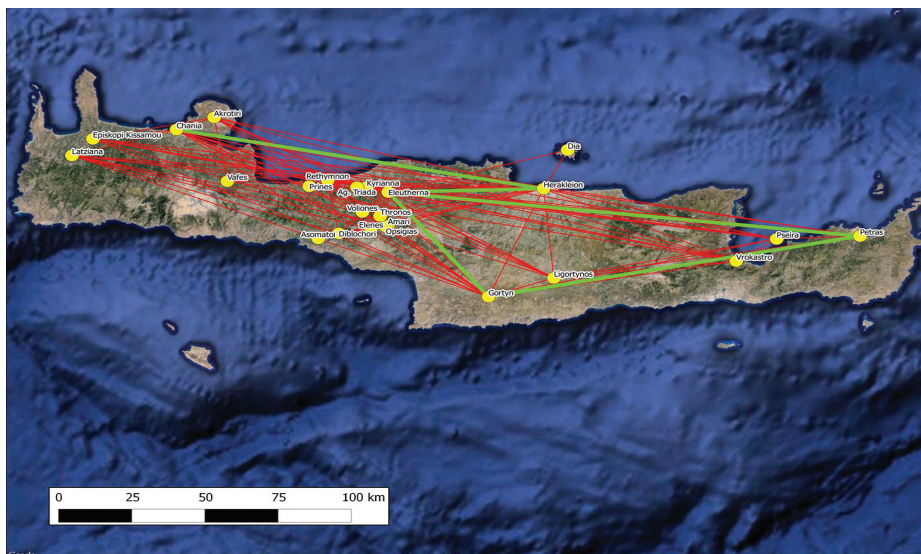 Akrotiri
Chania
Episkopi Kissamou
Latziana
Dia
Vafes
Rethymnon
Kyrianna
Prines
Ag. Triada
Eleutherna
Herakleion
Voliones
Thronos
Amari
Elenes
Opsigias
Asomatoi
Diblochori
Pseira
Petras
Vrokastro
Ligortynos
Gortyn
0 25 50 75 100 km